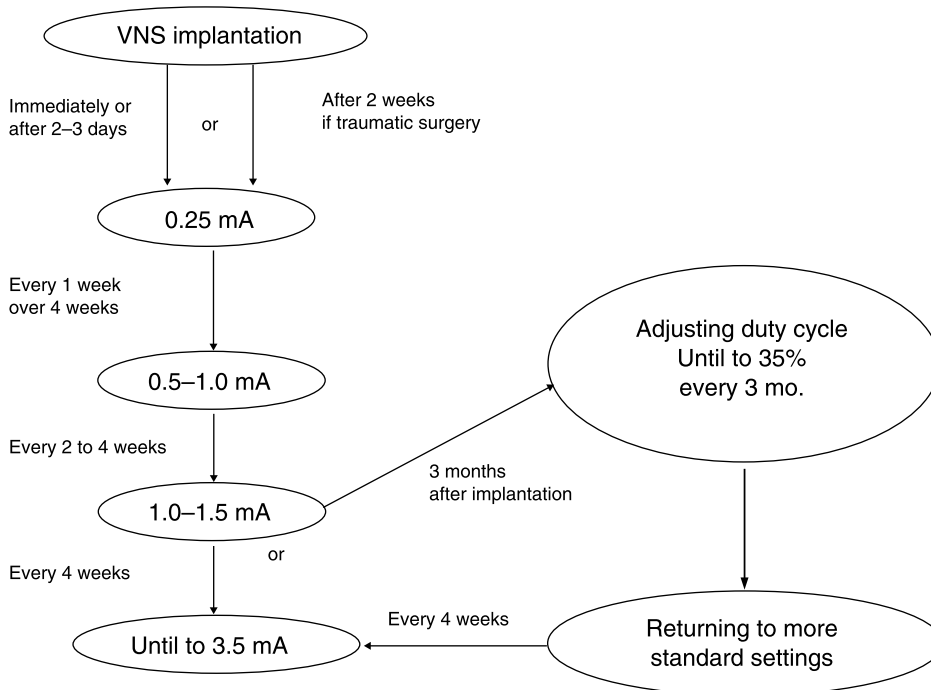 VNS implantation
Immediately or
after 2–3 days
or
After 2 weeks
if traumatic surgery
0.25 mA
Every 1 week
over 4 weeks
0.5–1.0 mA
Every 2 to 4 weeks
1.0–1.5 mA
or
Every 4 weeks
Until to 3.5 mA
3 months
after implantation
Adjusting duty cycle
Until to 35%
every 3 mo.
Returning to more
standard settings
Every 4 weeks